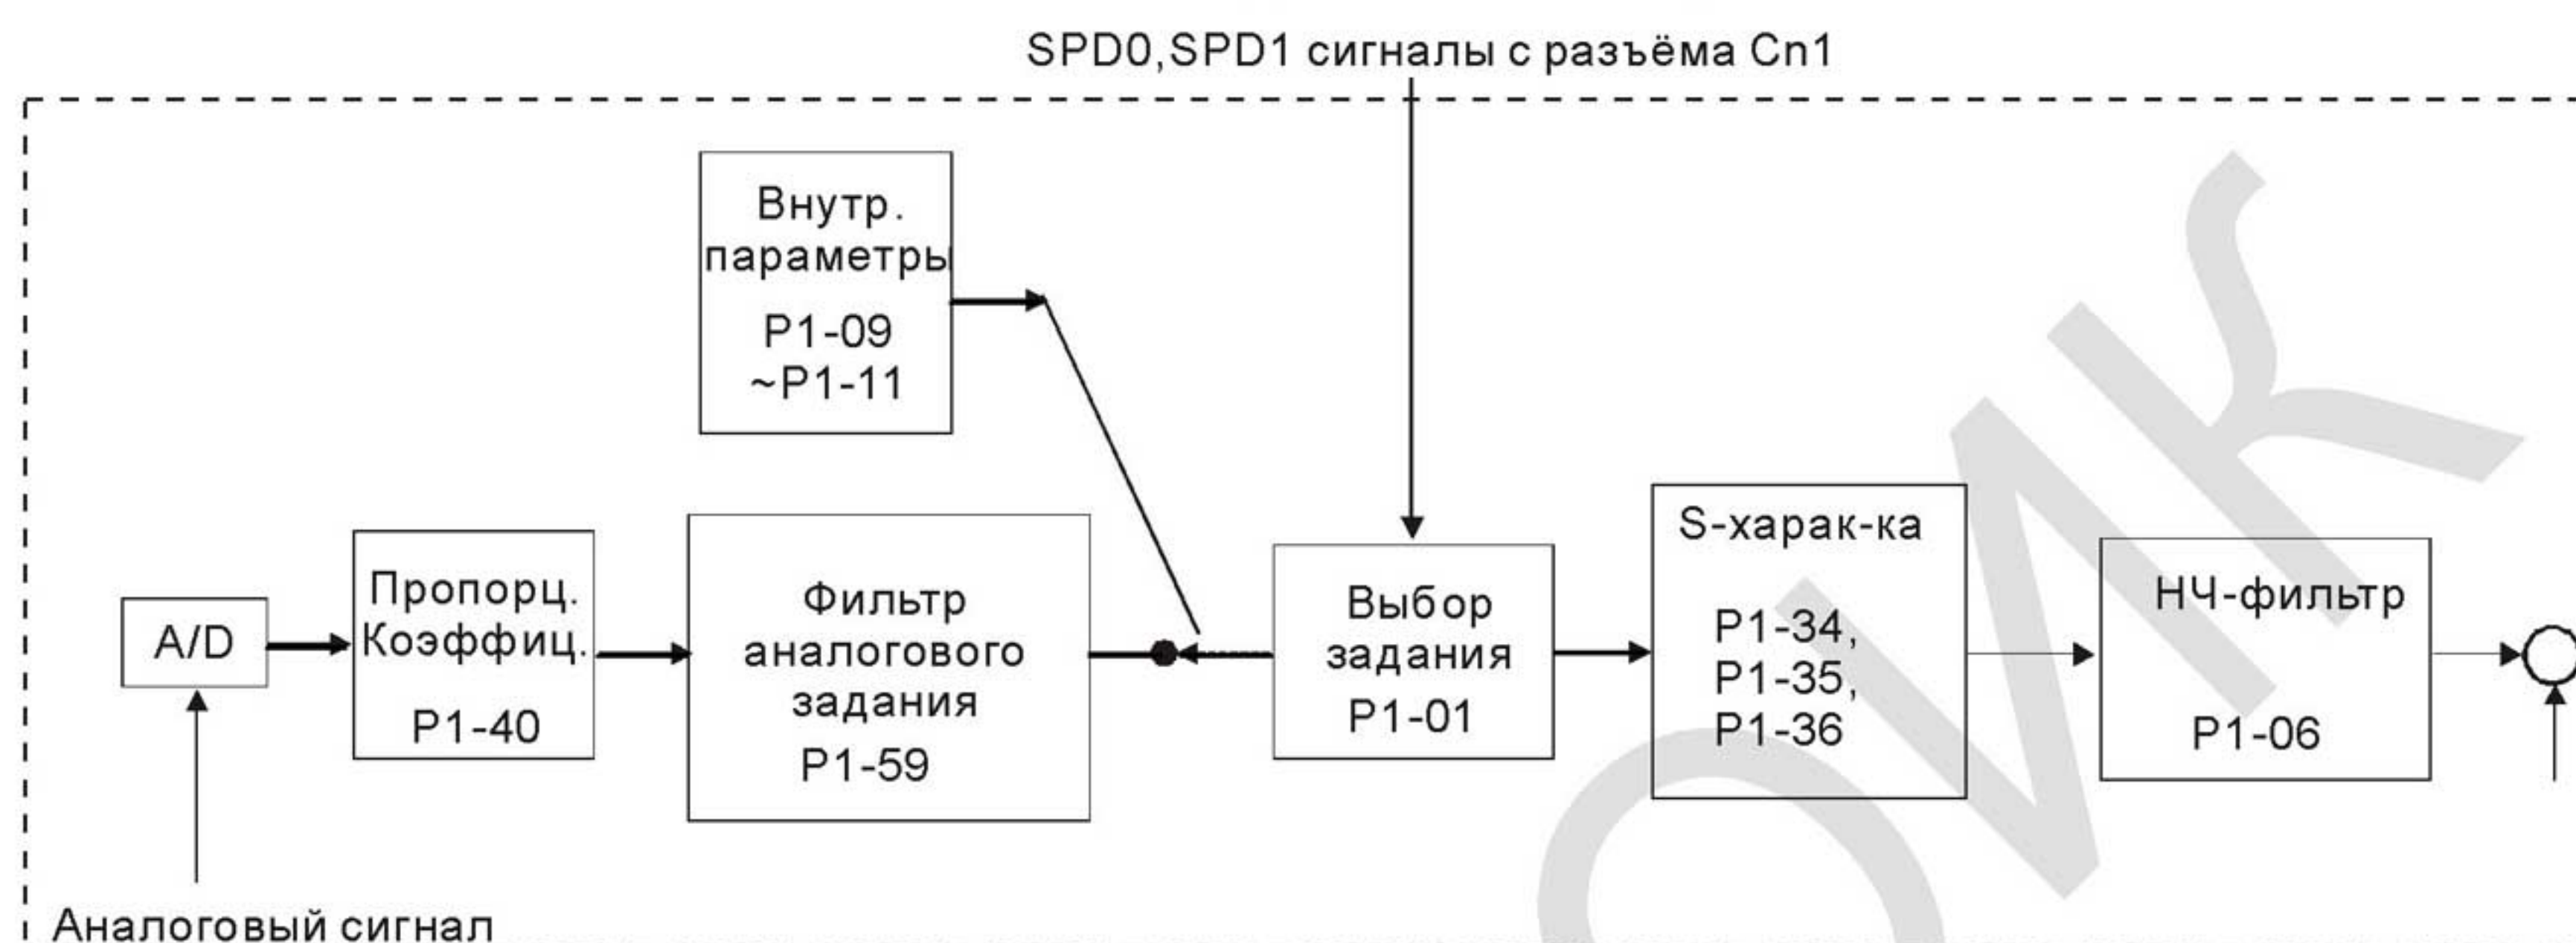 SPD0,SPD1 сигналы с разъёма Cn1
Внутр.
параметры
P1-09
~P1-11
A/D
Пропорц.
Коэффиц.
P1-40
Фильтр
аналогового
задания
P1-59
Выбор
задания
P1-01
S-харак-ка
P1-34,
P1-35,
P1-36
НЧ-фильтр
P1-06
Аналоговый сигнал
ОИК